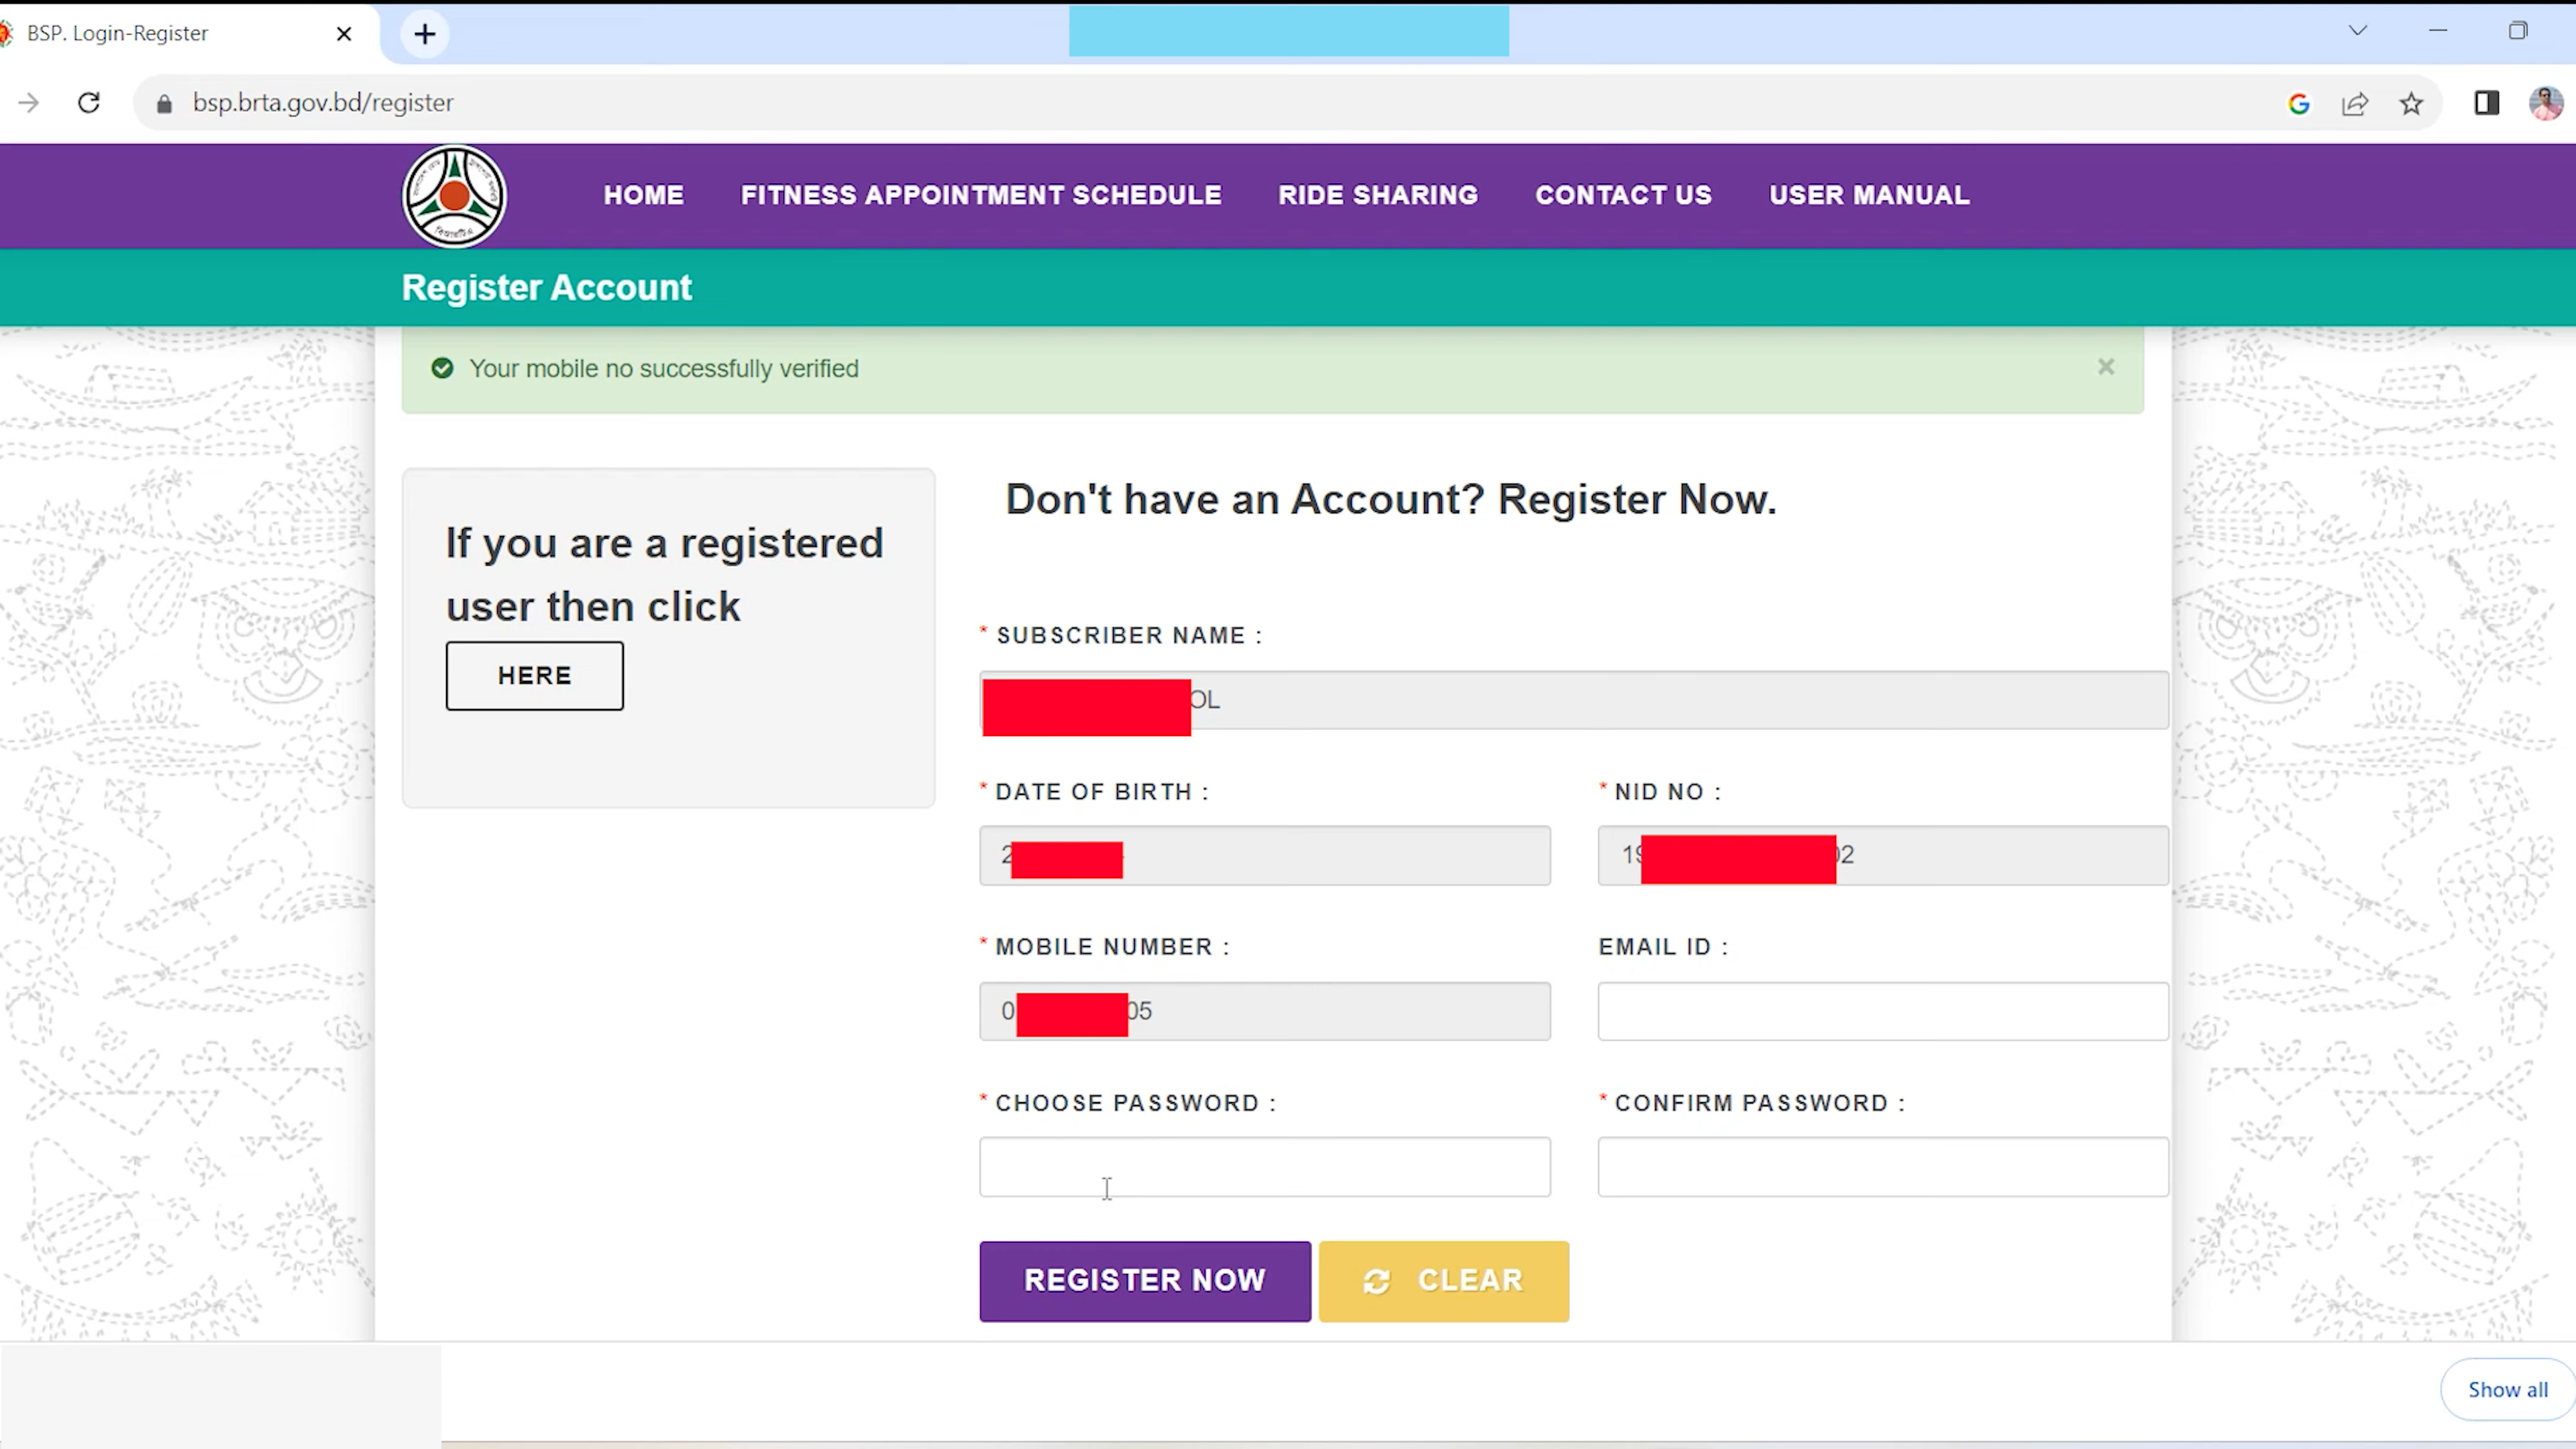 BSP. Login-Register
bsp.brta.gov.bd/register
HOME FITNESS APPOINTMENT SCHEDULE RIDE SHARING CONTACT US USER MANUAL
Register Account
Your mobile no successfully verified
If you are a registered
user then click
HERE
Don't have an Account? Register Now.
* SUBSCRIBER NAME :
OL
* DATE OF BIRTH :
2
* NID NO :
19 02
* MOBILE NUMBER :
0 05
EMAIL ID :
* CHOOSE PASSWORD :
* CONFIRM PASSWORD :
REGISTER NOW
CLEAR
Show all